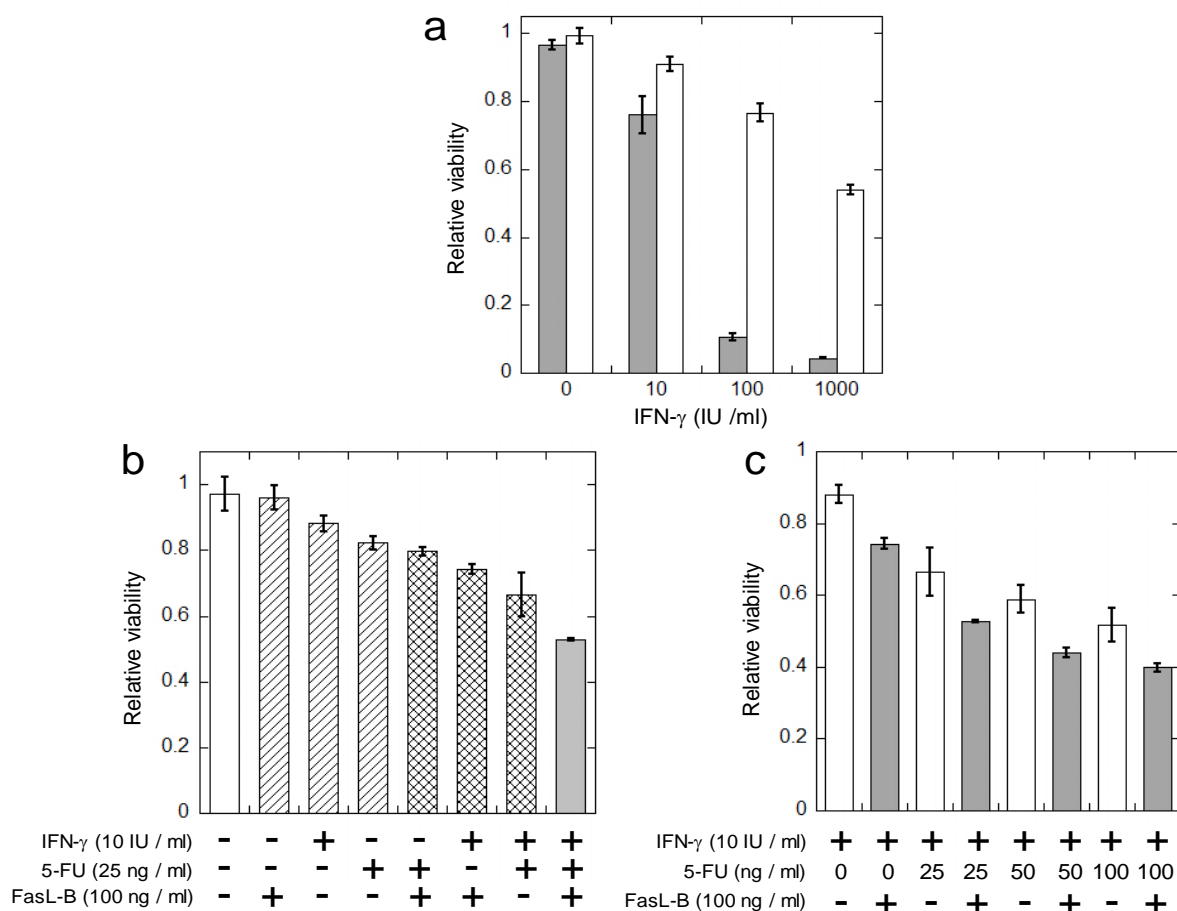 a
1
0.8
0.6
0.4
0.2
0
Relative viability
0 10 100 1000
IFN-γ (IU /ml)
b
1
0.8
0.6
0.4
0.2
0
Relative viability
IFN-γ (10 IU / ml) - - + - - + + +
5-FU (25 ng / ml) - - - + + - + +
FasL-B (100 ng / ml) - + - - + + - +
c
1
0.8
0.6
0.4
0.2
0
Relative viability
IFN-γ (10 IU / ml) + + + + + + + +
5-FU (ng / ml) 0 0 25 25 50 50 100 100
FasL-B (100 ng / ml) - + - + - + - +